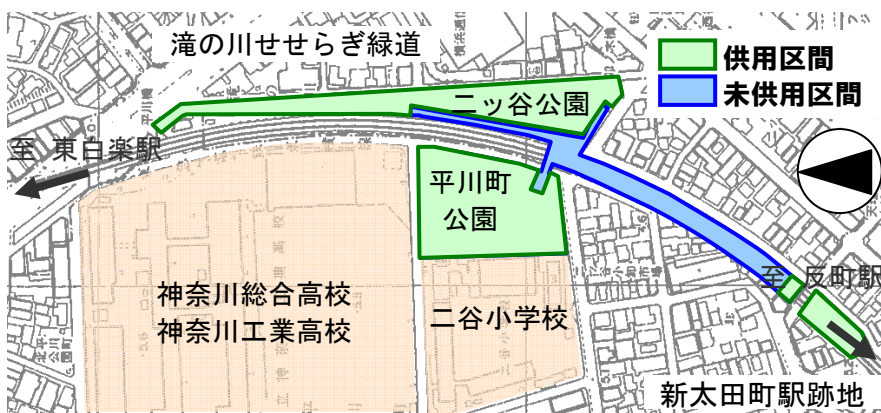 滝の川せせらぎ緑道
供用区間
未供用区間
二ッ谷公園
平川橋
至 東白楽駅
平川町
公園
神奈川総合高校
神奈川工業高校
二谷小学校
至 反町駅
新太田町駅跡地